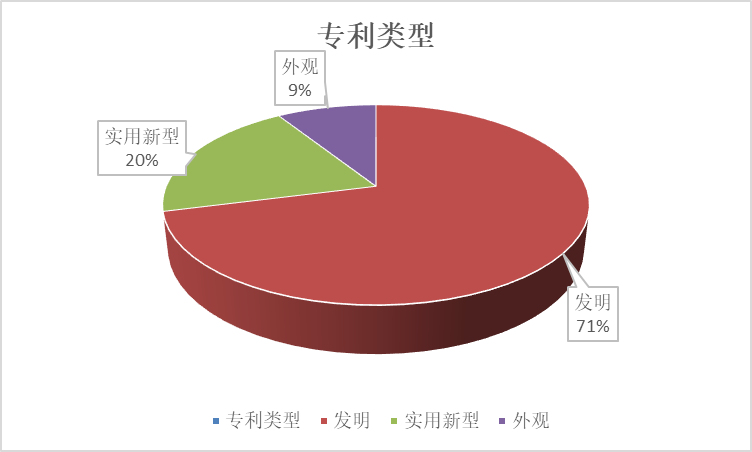 专利类型
外观
9%
实用新型
20%
发明
71%
专利类型 发明 实用新型 外观